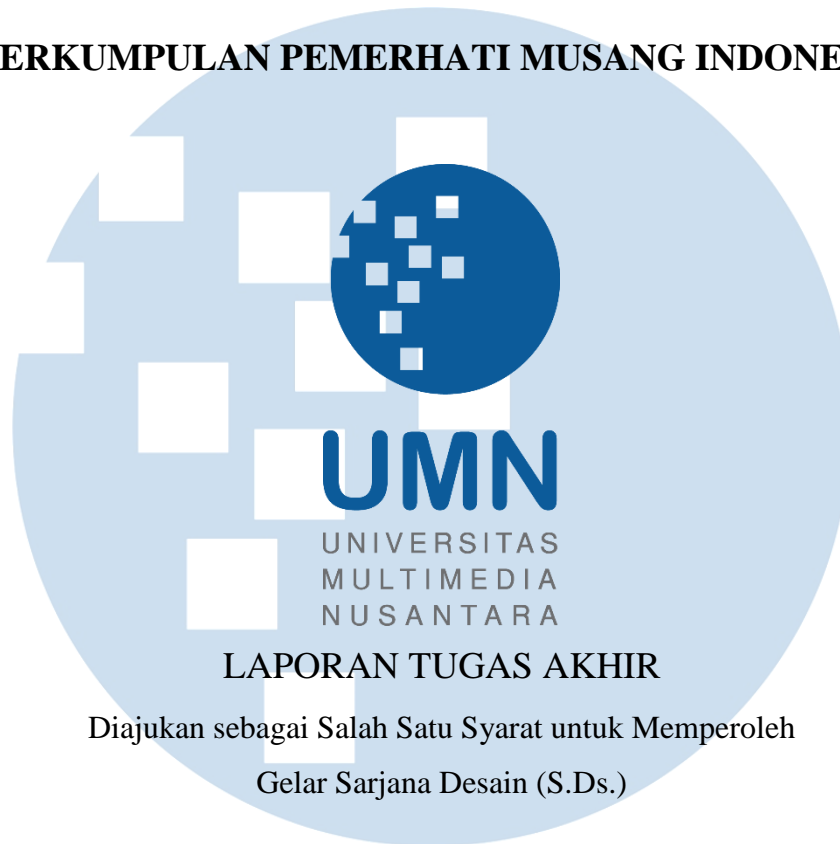 ERKUMPULAN PEMERHATI MUSANG INDONE
UMN
UNIVERSITAS
MULTIMEDIA
NUSANTARA
LAPORAN TUGAS AKHIR
Diajukan sebagai Salah Satu Syarat untuk Memperoleh
Gelar Sarjana Desain (S.Ds.)